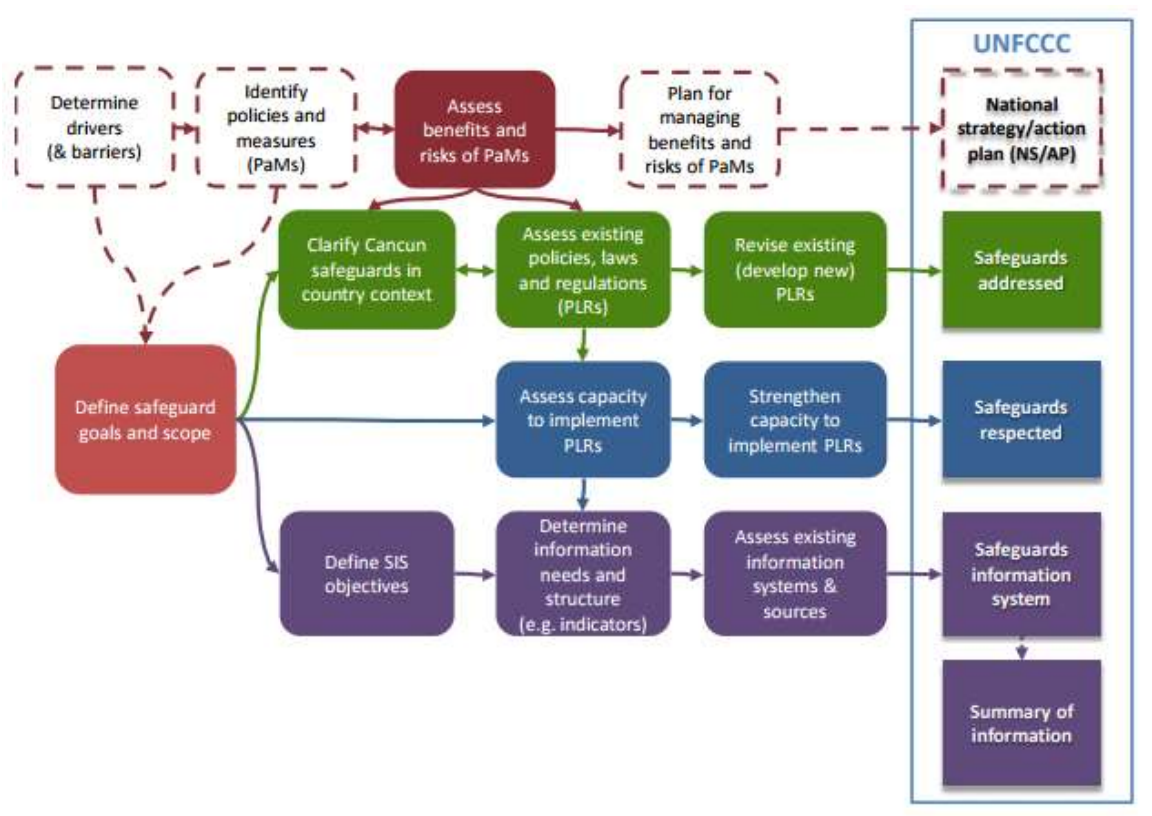 UNFCCC
Determine
drivers
(& barriers)
Identify
policies and
measures
(PaMs)
Assess
benefits and
risks of PaMs
Plan for
managing
benefits and
risks of PaMs
National
strategy/action
plan (NS/AP)
Clarify Cancun
safeguards in
country context
Assess existing
policies, laws
and regulations
(PLRs)
Revise existing
(develop new)
PLRs
Safeguards
addressed
Define safeguard
goals and scope
Assess capacity
to implement
PLRs
Strengthen
capacity to
implement PLRs
Safeguards
respected
Define SIS
objectives
Determine
information
needs and
structure
(e.g. indicators)
Assess existing
information
systems &
sources
Safeguards
information
system
Summary of
information